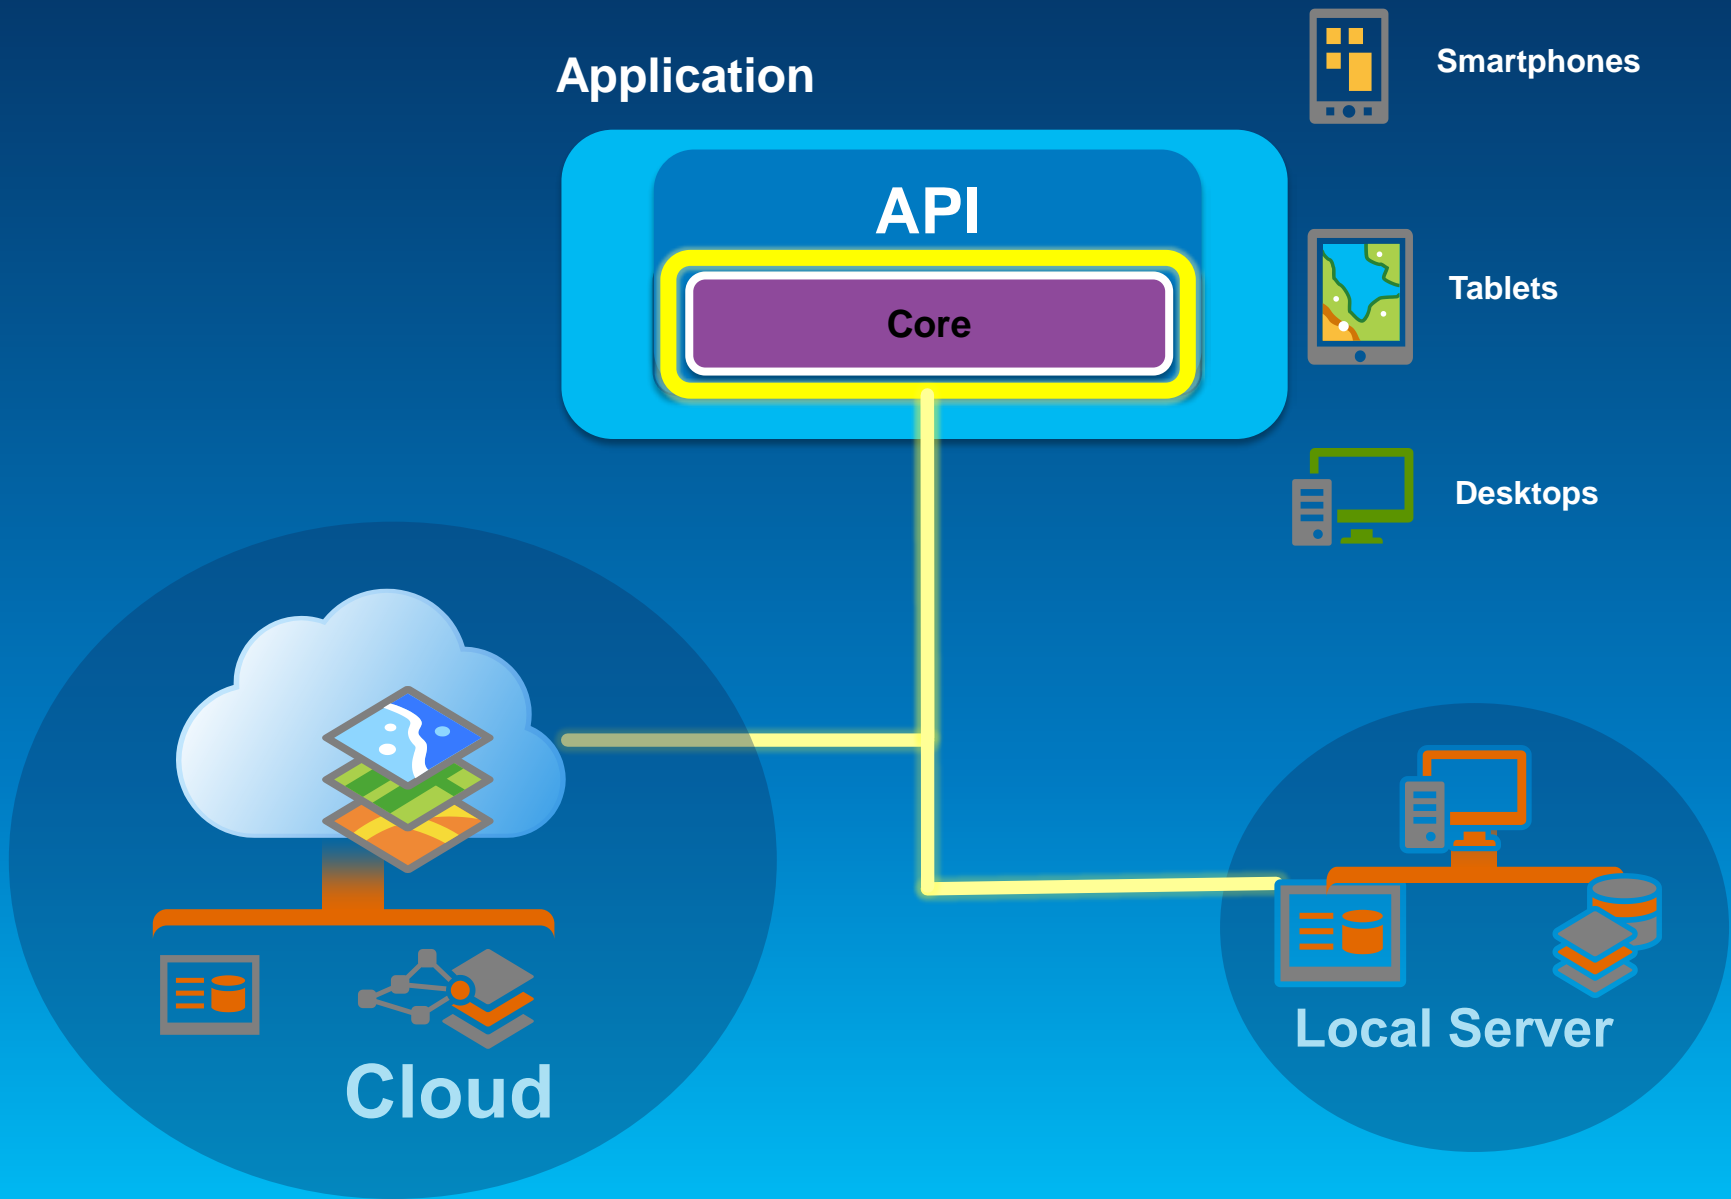 Application
Smartphones
API
Core
Tablets
Desktops
Cloud
Local Server